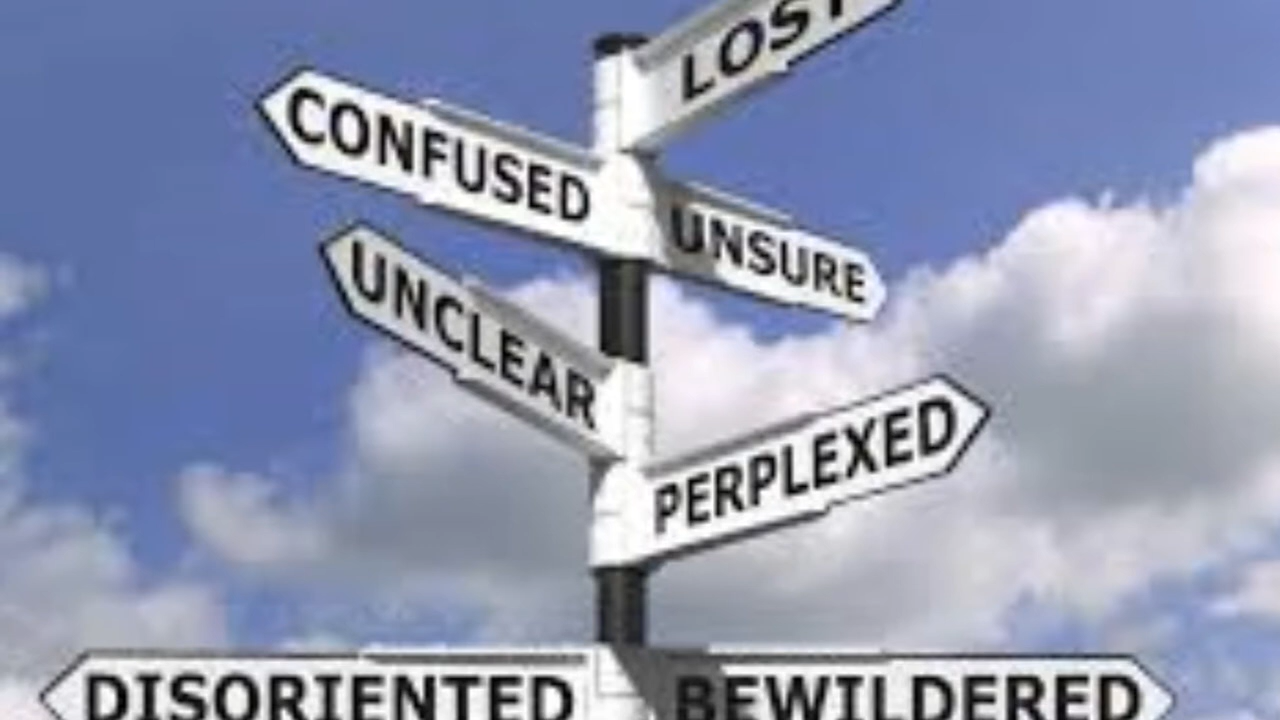 LOST
CONFUSED
UNSURE
UNCLEAR
PERPLEXED
DISORIENTED
BEWILDERED